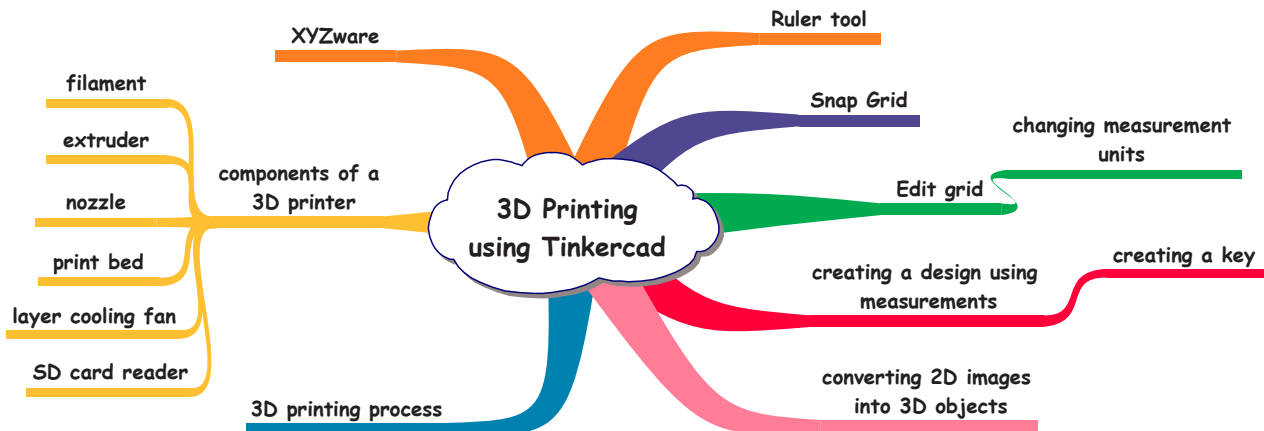 XYZware
Ruler tool
filament
extruder
nozzle
print bed
layer cooling fan
SD card reader
components of a
3D printer
3D Printing
using Tinkercad
Snap Grid
changing measurement
units
Edit grid
creating a design using
measurements
creating a key
converting 2D images
into 3D objects
3D printing process